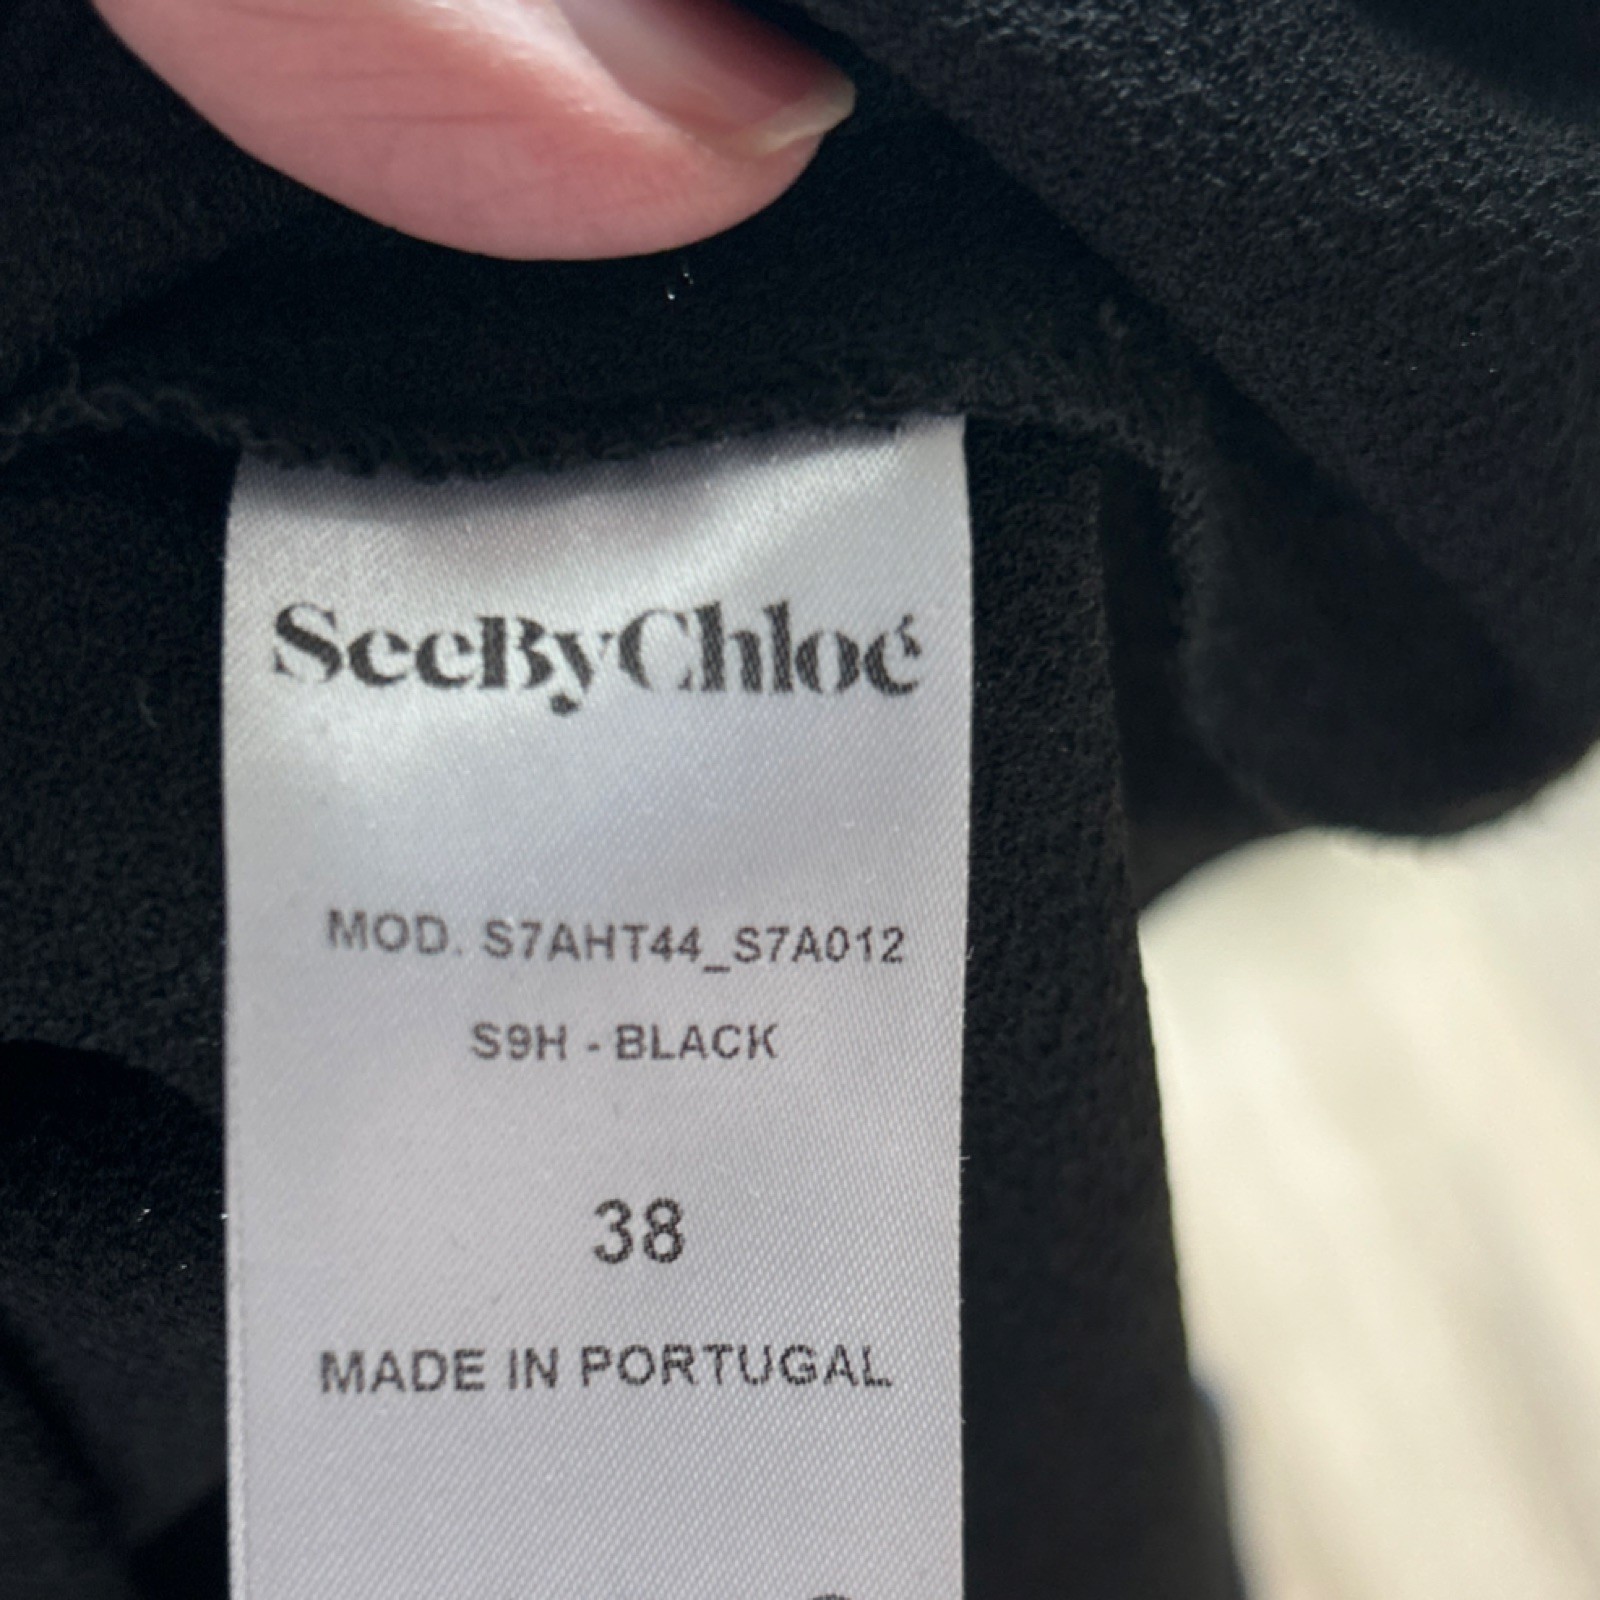 SeeByChloé
MOD. S7AHT44_S7A012
S9H - BLACK
38
MADE IN PORTUGAL